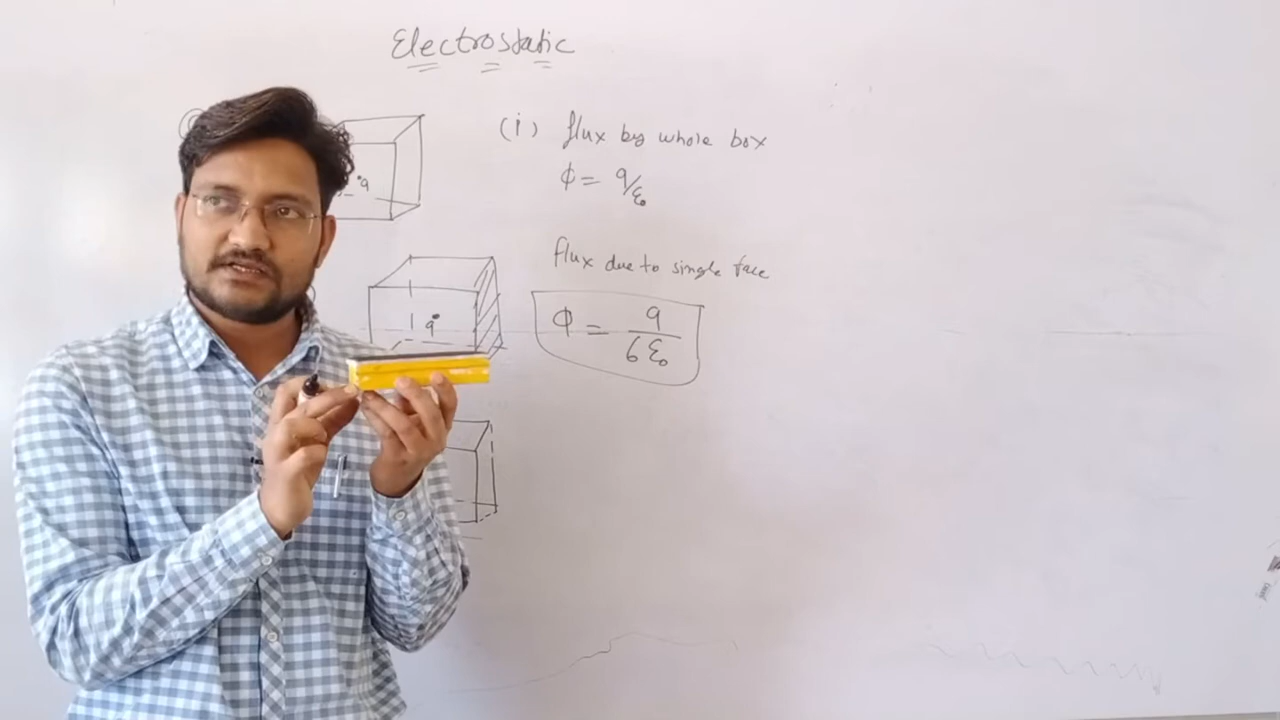 Electrostatic
(i) flux by whole box
q
ϕ = q/ε₀
flux due to single face
q
ϕ = q / 6ε₀